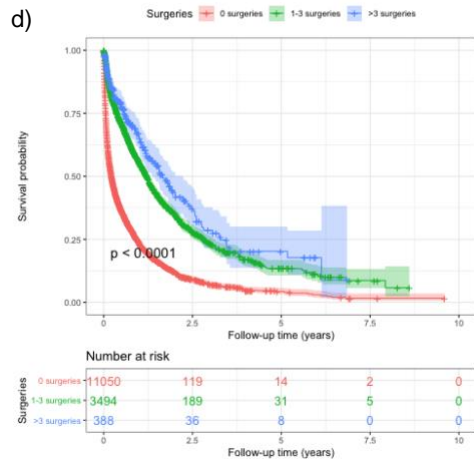 d)
Surgeries 0 surgeries 1-3 surgeries >3 surgeries
Survival probability
1.00
0.75
0.50
0.25
0.00
p < 0.0001
0 2.5 5 7.5 10
Follow-up time (years)
Number at risk
Surgeries
0 surgeries 11050 119 14 2 0
1-3 surgeries 3494 189 31 5 0
>3 surgeries 388 36 8 0 0
0 2.5 5 7.5 10
Follow-up time (years)